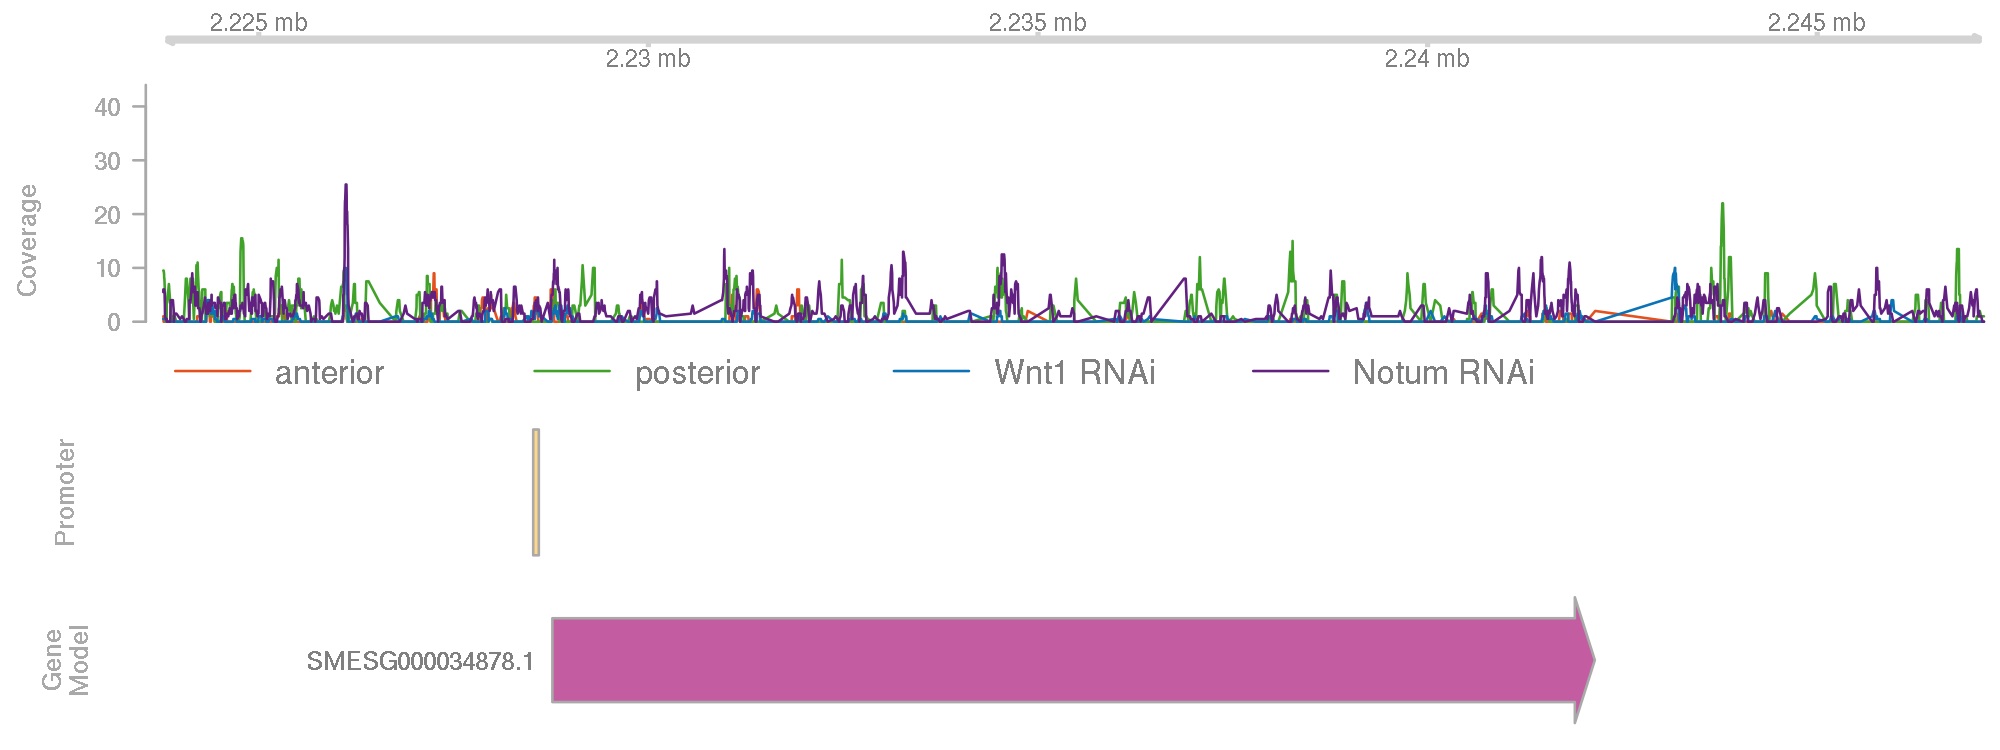 2.225 mb 2.235 mb 2.245 mb
2.23 mb 2.24 mb
Coverage
40
30
20
10
0
anterior posterior Wnt1 RNAi Notum RNAi
Promoter
Gene
Model
SMESG000034878.1